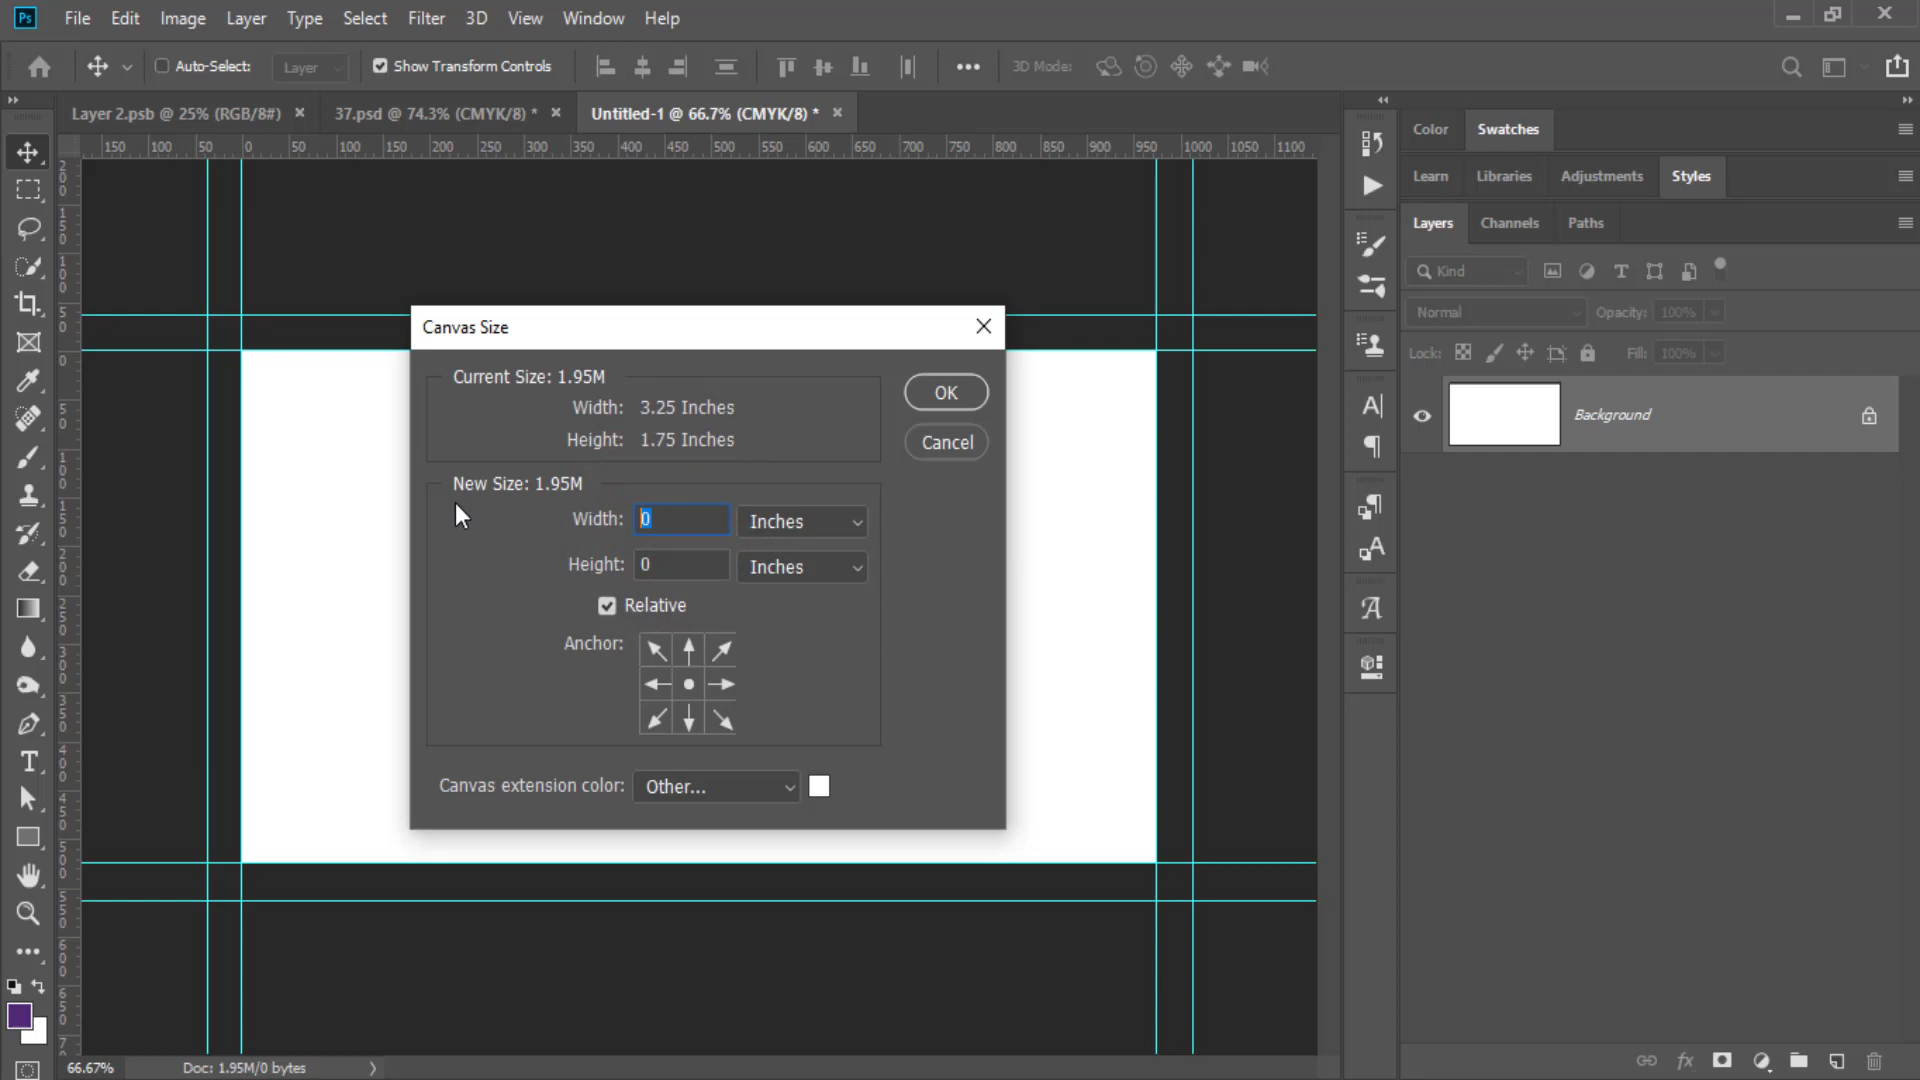 Ps File Edit Image Layer Type Select Filter 3D View Window Help
Auto-Select: Layer Show Transform Controls 3D Mode:
Layer 2.psb @ 25% (RGB/8#) 37.psd @ 74.3% (CMYK/8) * Untitled-1 @ 66.7% (CMYK/8) *
150 100 50 0 50 100 150 200 250 300 350 400 450 500 550 600 650 700 750 800 850 900 950 1000 1050 1100
Color Swatches
Learn Libraries Adjustments Styles
Layers Channels Paths
Kind
Normal Opacity: 100%
Lock: Fill: 100%
Background
Canvas Size
Current Size: 1.95M
Width: 3.25 Inches
Height: 1.75 Inches
OK
Cancel
New Size: 1.95M
Width: 0 Inches
Height: 0 Inches
Relative
Anchor:
Canvas extension color: Other...
66.67% Doc: 1.95M/0 bytes